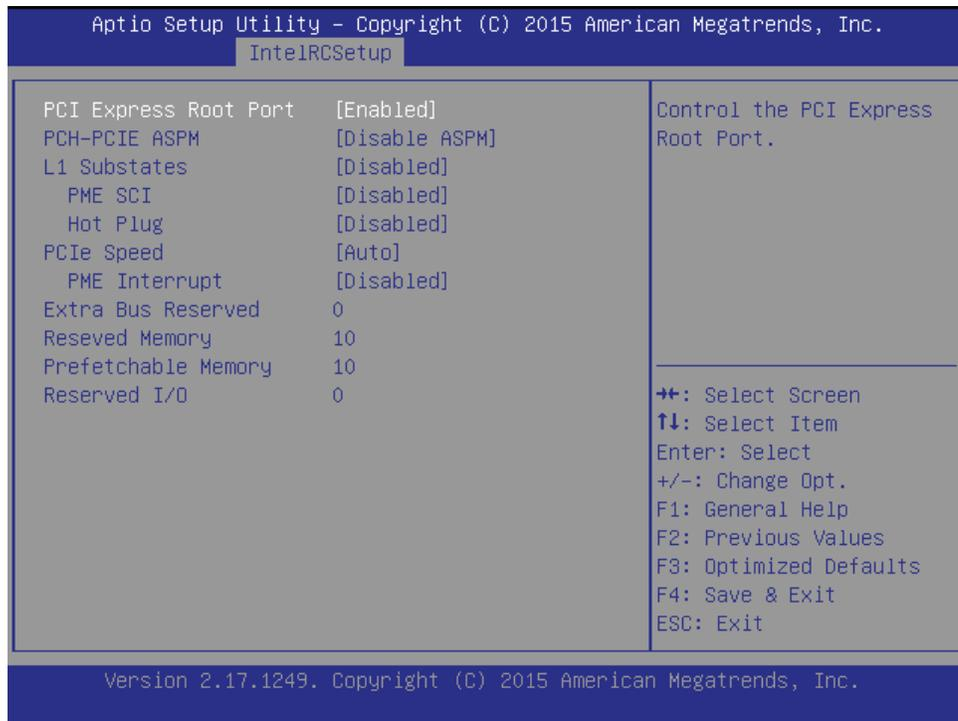 Aptio Setup Utility – Copyright (C) 2015 American Megatrends, Inc.
IntelRCSetup
PCI Express Root Port [Enabled]
PCH-PCIE ASPM [Disable ASPM]
L1 Substates [Disabled]
PME SCI [Disabled]
Hot Plug [Disabled]
PCIe Speed [Auto]
PME Interrupt [Disabled]
Extra Bus Reserved 0
Reseved Memory 10
Prefetchable Memory 10
Reserved I/O 0
Control the PCI Express
Root Port.
→←: Select Screen
↑↓: Select Item
Enter: Select
+/-: Change Opt.
F1: General Help
F2: Previous Values
F3: Optimized Defaults
F4: Save & Exit
ESC: Exit
Version 2.17.1249. Copyright (C) 2015 American Megatrends, Inc.